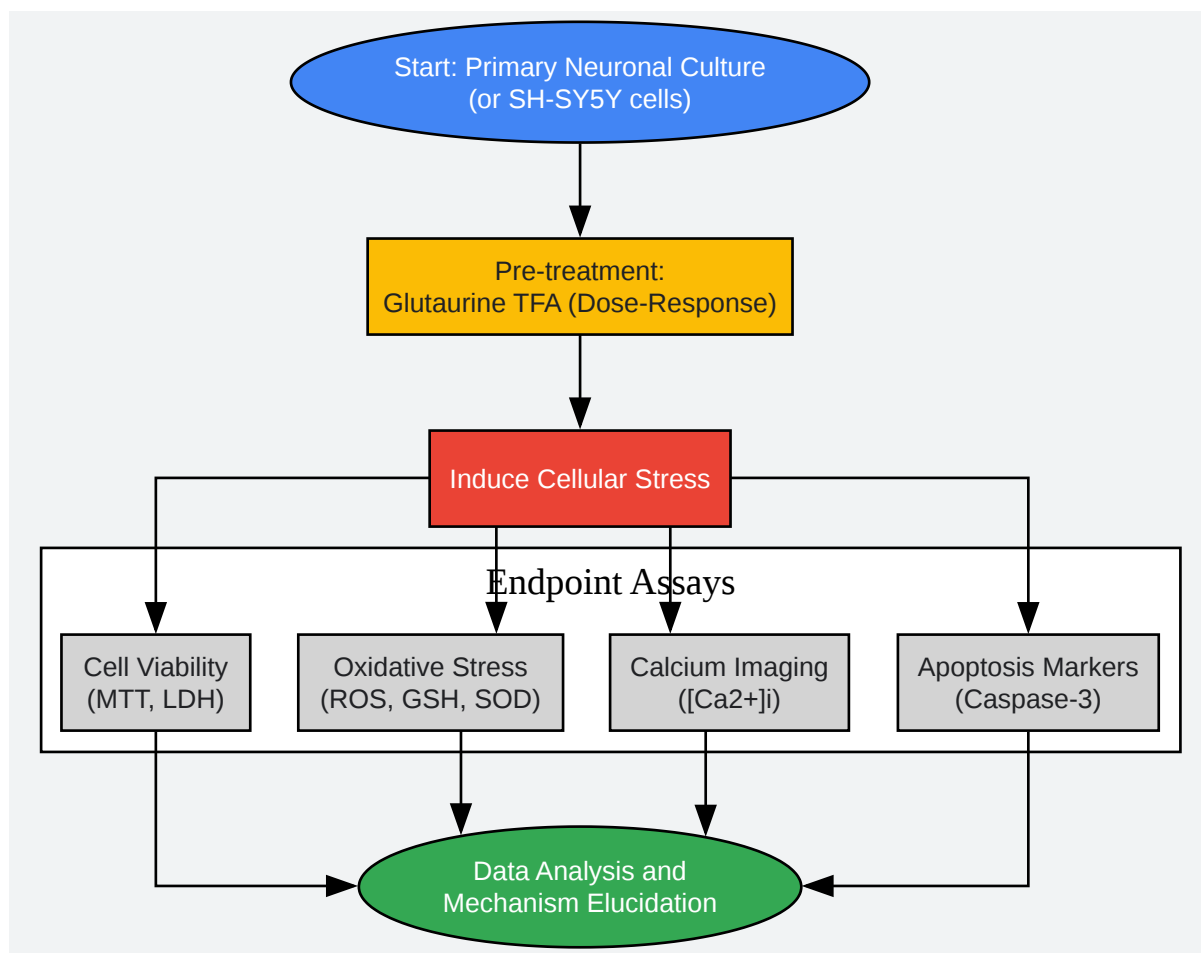 Start: Primary Neuronal Culture
(or SH-SY5Y cells)
Pre-treatment:
Glutaurine TFA (Dose-Response)
Induce Cellular Stress
Endpoint Assays
Cell Viability
(MTT, LDH)
Oxidative Stress
(ROS, GSH, SOD)
Calcium Imaging
([Ca2+]i)
Apoptosis Markers
(Caspase-3)
Data Analysis and
Mechanism Elucidation